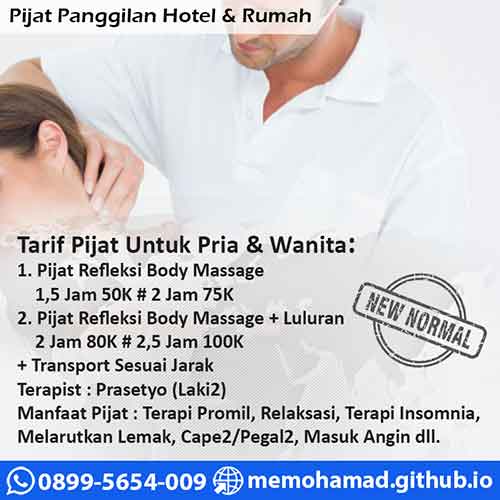 Pijat Panggilan Hotel & Rumah
Tarif Pijat Untuk Pria & Wanita:
1. Pijat Refleksi Body Massage
1,5 Jam 50K # 2 Jam 75K
2. Pijat Refleksi Body Massage + Luluran
2 Jam 80K # 2,5 Jam 100K
+ Transport Sesuai Jarak
Terapist : Prasetyo (Laki2)
Manfaat Pijat : Terapi Promil, Relaksasi, Terapi Insomnia,
Melarutkan Lemak, Cape2/Pegal2, Masuk Angin dll.
NEW NORMAL
0899-5654-009 memohamad.github.io